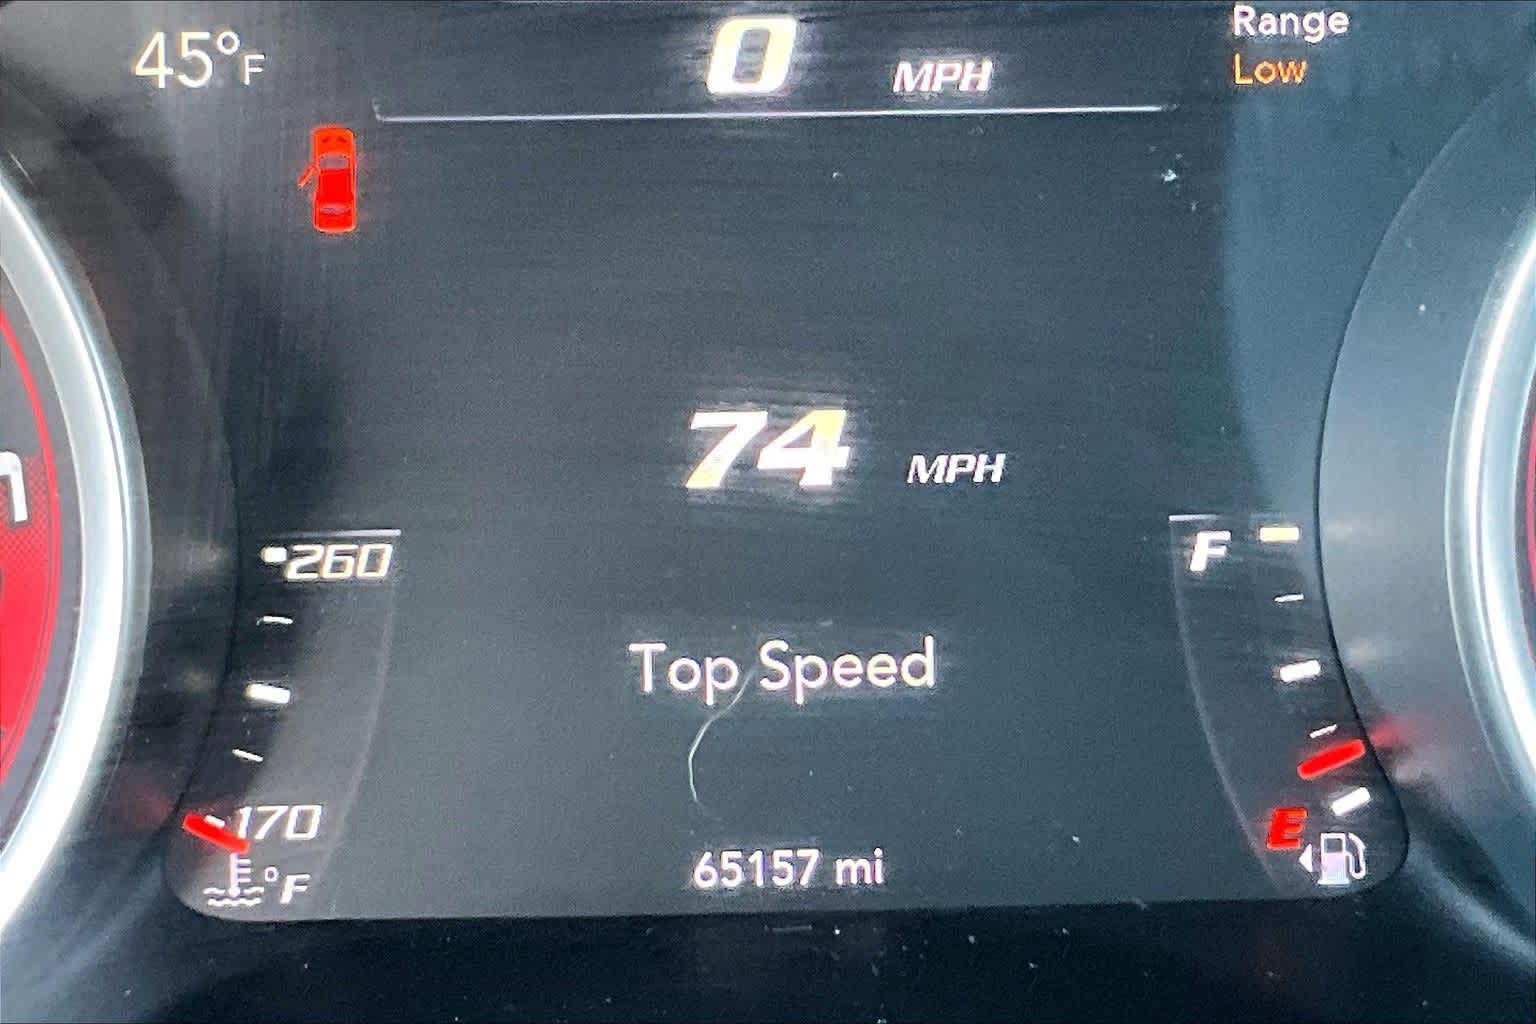 45°F
0 MPH
Range
Low
74 MPH
260
F
Top Speed
170
°F
E
65157 mi